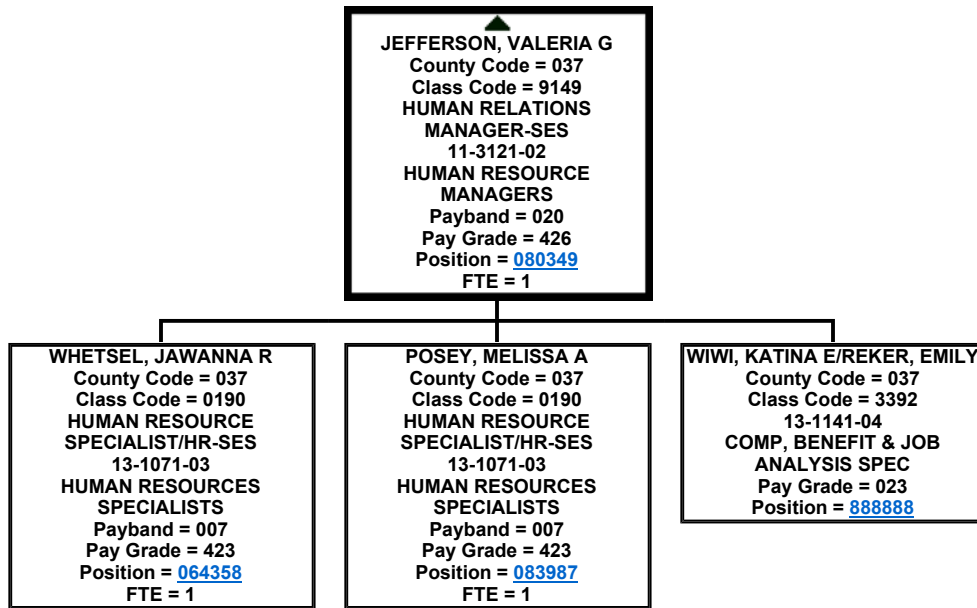 JEFFERSON, VALERIA G
County Code = 037
Class Code = 9149
HUMAN RELATIONS
MANAGER-SES
11-3121-02
HUMAN RESOURCE
MANAGERS
Payband = 020
Pay Grade = 426
Position = 080349
FTE = 1
WHETSEL, JAWANNA R
County Code = 037
Class Code = 0190
HUMAN RESOURCE
SPECIALIST/HR-SES
13-1071-03
HUMAN RESOURCES
SPECIALISTS
Payband = 007
Pay Grade = 423
Position = 064358
FTE = 1
POSEY, MELISSA A
County Code = 037
Class Code = 0190
HUMAN RESOURCE
SPECIALIST/HR-SES
13-1071-03
HUMAN RESOURCES
SPECIALISTS
Payband = 007
Pay Grade = 423
Position = 083987
FTE = 1
WIWI, KATINA E/REKER, EMILY
County Code = 037
Class Code = 3392
13-1141-04
COMP, BENEFIT & JOB
ANALYSIS SPEC
Pay Grade = 023
Position = 888888